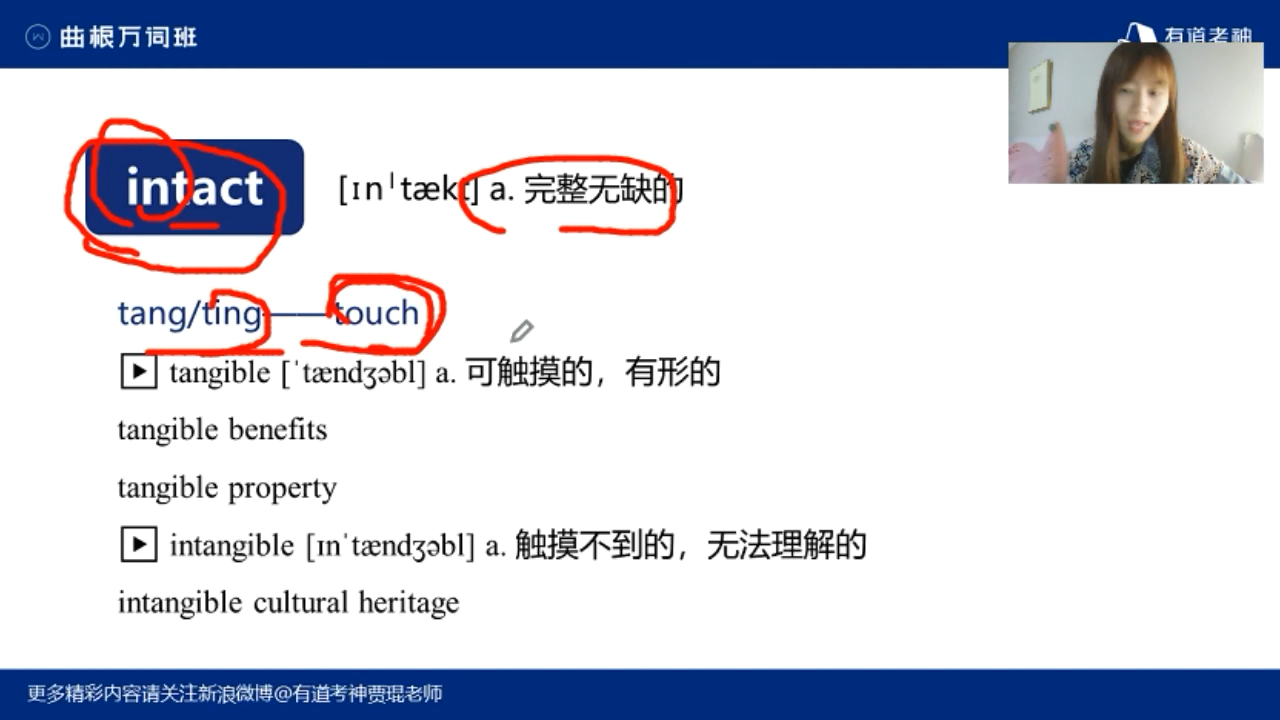 曲根万词班
有道考神
intact [ɪnˈtækt] a. 完整无缺的
tang/ting——touch
tangible [ˈtændʒəbl] a. 可触摸的，有形的
tangible benefits
tangible property
intangible [ɪnˈtændʒəbl] a. 触摸不到的，无法理解的
intangible cultural heritage
更多精彩内容请关注新浪微博@有道考神贾琨老师